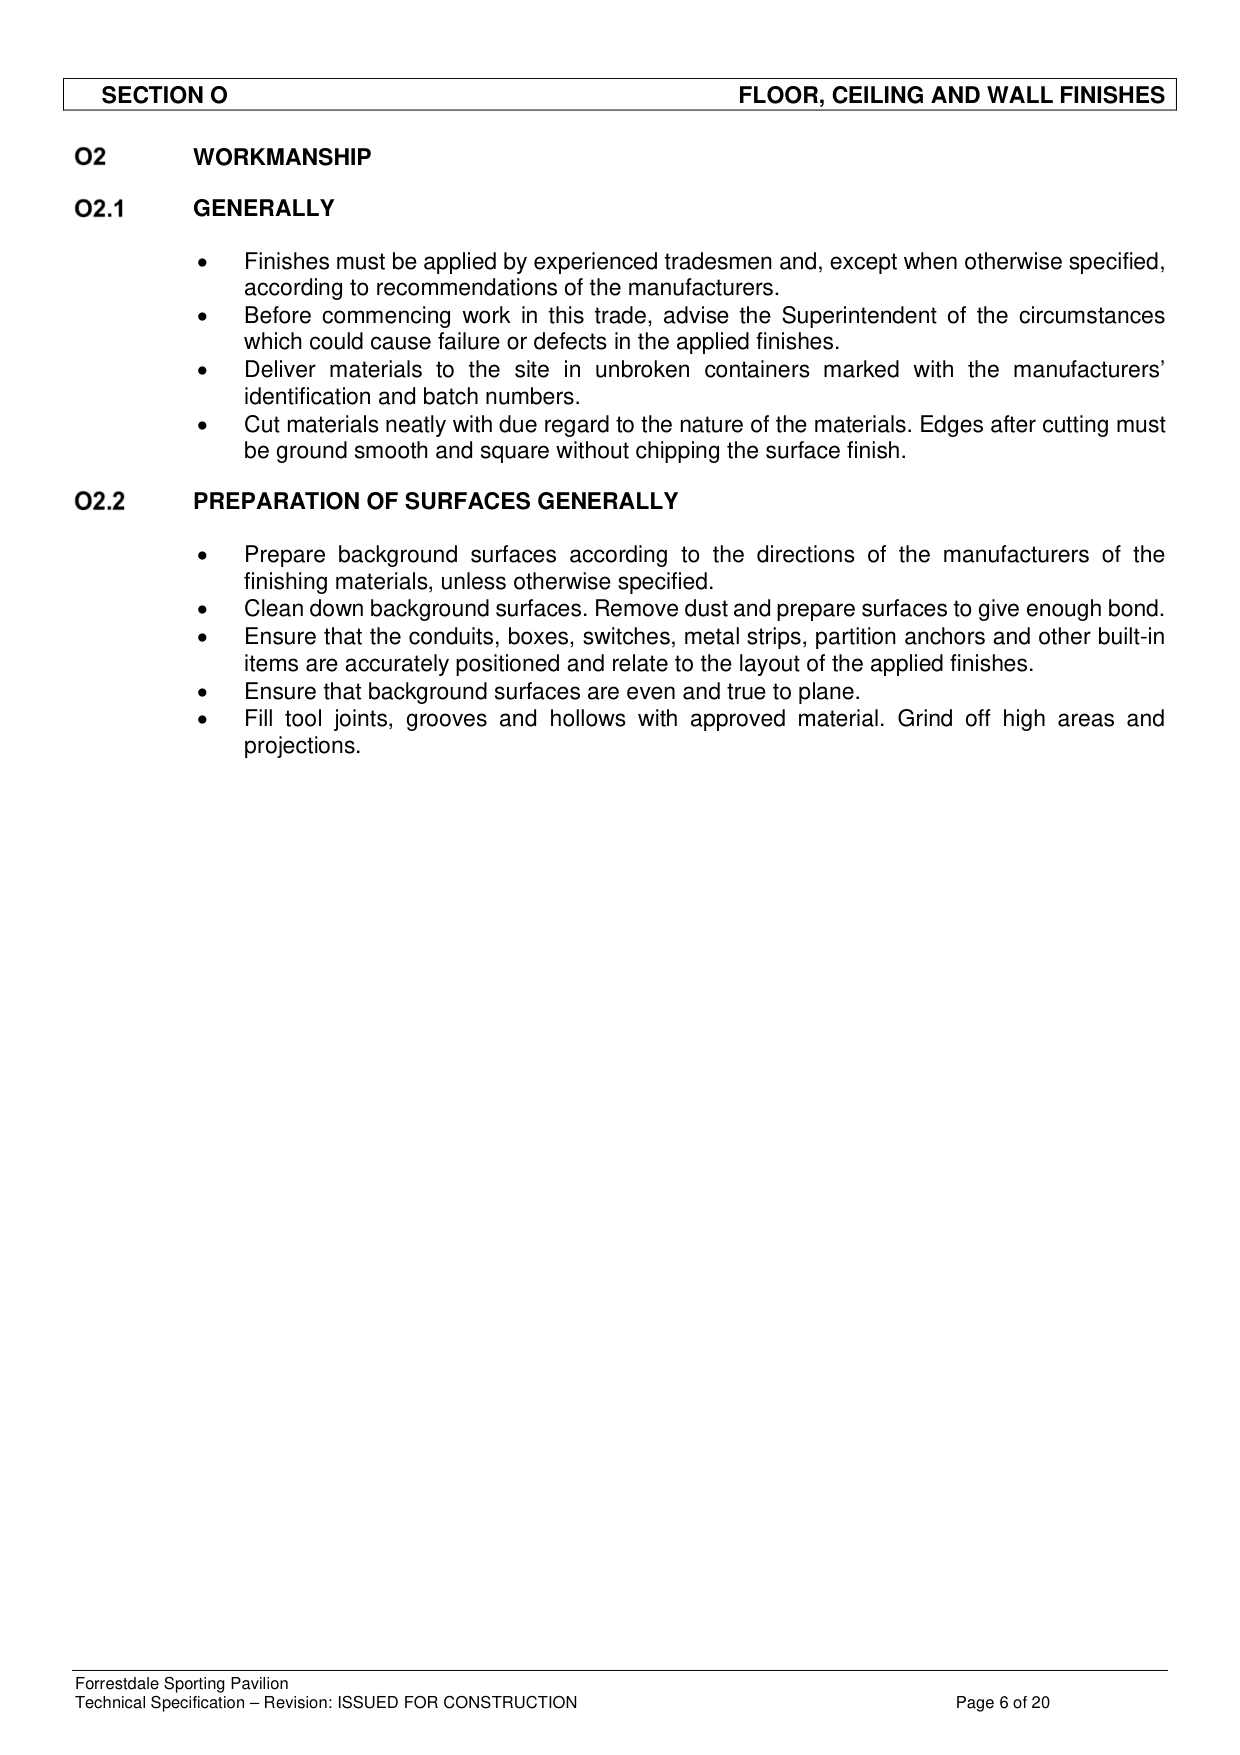 SECTION O FLOOR, CEILING AND WALL FINISHES
O2 WORKMANSHIP
O2.1 GENERALLY
• Finishes must be applied by experienced tradesmen and, except when otherwise specified,
according to recommendations of the manufacturers.
• Before commencing work in this trade, advise the Superintendent of the circumstances
which could cause failure or defects in the applied finishes.
• Deliver materials to the site in unbroken containers marked with the manufacturers’
identification and batch numbers.
• Cut materials neatly with due regard to the nature of the materials. Edges after cutting must
be ground smooth and square without chipping the surface finish.
O2.2 PREPARATION OF SURFACES GENERALLY
• Prepare background surfaces according to the directions of the manufacturers of the
finishing materials, unless otherwise specified.
• Clean down background surfaces. Remove dust and prepare surfaces to give enough bond.
• Ensure that the conduits, boxes, switches, metal strips, partition anchors and other built-in
items are accurately positioned and relate to the layout of the applied finishes.
• Ensure that background surfaces are even and true to plane.
• Fill tool joints, grooves and hollows with approved material. Grind off high areas and
projections.
Forrestdale Sporting Pavilion
Technical Specification – Revision: ISSUED FOR CONSTRUCTION Page 6 of 20